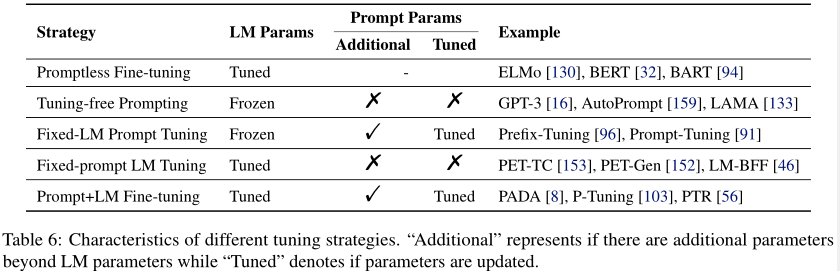 Strategy LM Params Prompt Params Example
Additional Tuned
Promptless Fine-tuning Tuned - ELMo [130], BERT [32], BART [94]
Tuning-free Prompting Frozen ✗ ✗ GPT-3 [16], AutoPrompt [159], LAMA [133]
Fixed-LM Prompt Tuning Frozen ✓ Tuned Prefix-Tuning [96], Prompt-Tuning [91]
Fixed-prompt LM Tuning Tuned ✗ ✗ PET-TC [153], PET-Gen [152], LM-BFF [46]
Prompt+LM Fine-tuning Tuned ✓ Tuned PADA [8], P-Tuning [103], PTR [56]
Table 6: Characteristics of different tuning strategies. “Additional” represents if there are additional parameters
beyond LM parameters while “Tuned” denotes if parameters are updated.